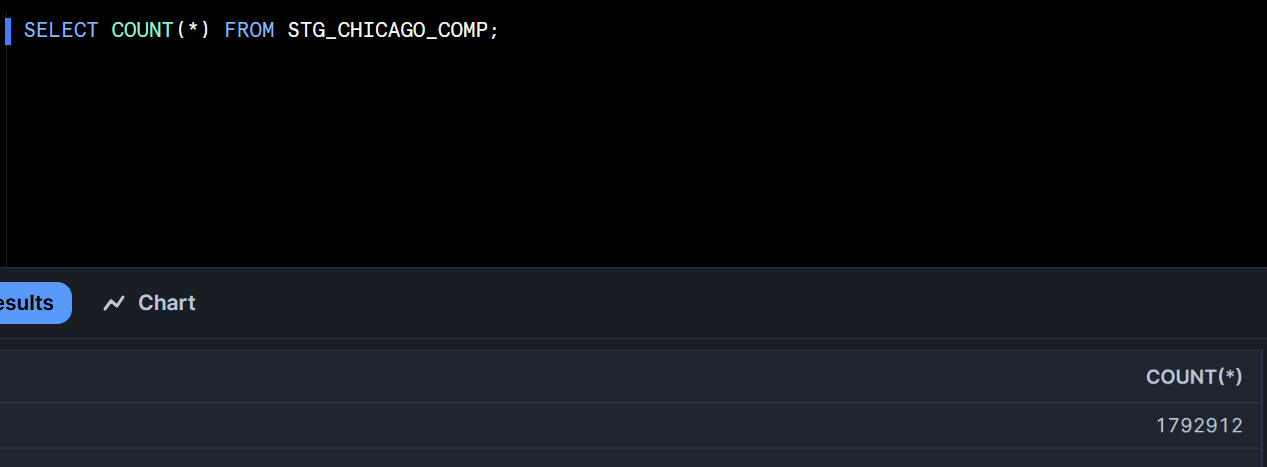 SELECT COUNT(*) FROM STG_CHICAGO_COMP;
esults Chart
COUNT(*)
1792912